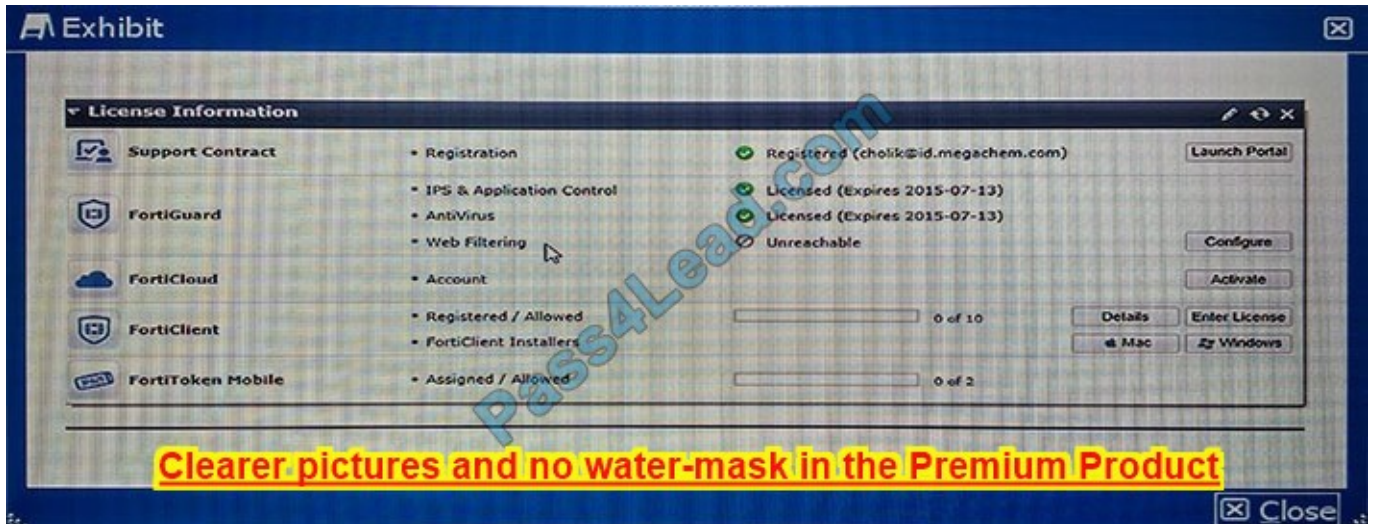 Exhibit
License Information
Support Contract • Registration Registered (cholik@id.megachem.com) Launch Portal
• IPS & Application Control Licensed (Expires 2015-07-13)
FortiGuard • AntiVirus Licensed (Expires 2015-07-13)
• Web Filtering Unreachable Configure
FortiCloud • Account Activate
• Registered / Allowed 0 of 10 Details Enter License
FortiClient • FortiClient Installers Mac Windows
FortiToken Mobile • Assigned / Allowed 0 of 2
Pass4Lead.com
Clearer pictures and no water-mask in the Premium Product
Close